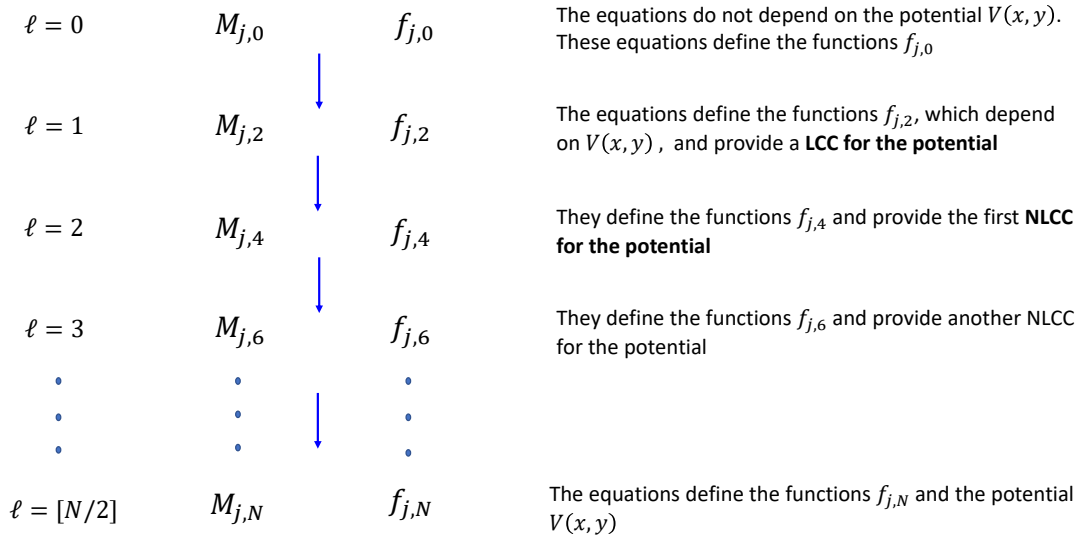 ℓ = 0 M_{j,0} f_{j,0} The equations do not depend on the potential V(x, y).
These equations define the functions f_{j,0}
ℓ = 1 M_{j,2} f_{j,2} The equations define the functions f_{j,2}, which depend
on V(x, y) , and provide a LCC for the potential
ℓ = 2 M_{j,4} f_{j,4} They define the functions f_{j,4} and provide the first NLCC
for the potential
ℓ = 3 M_{j,6} f_{j,6} They define the functions f_{j,6} and provide another NLCC
for the potential
ℓ = [N/2] M_{j,N} f_{j,N} The equations define the functions f_{j,N} and the potential
V(x, y)